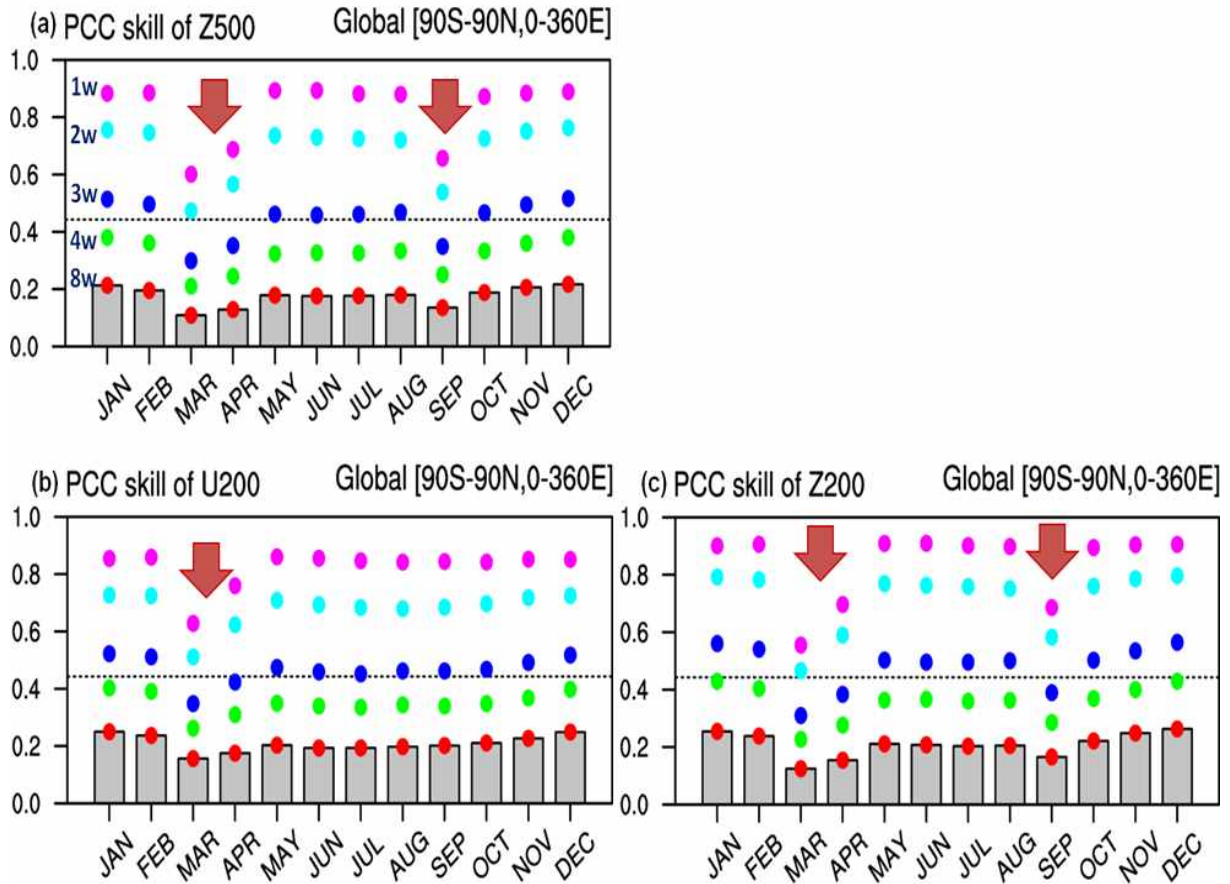 (a) PCC skill of Z500 Global [90S-90N,0-360E]
1.0
1w
0.8
2w
0.6
3w
0.4
4w
8w
0.2
0.0
JAN FEB MAR APR MAY JUN JUL AUG SEP OCT NOV DEC
(b) PCC skill of U200 Global [90S-90N,0-360E]
1.0
0.8
0.6
0.4
0.2
0.0
JAN FEB MAR APR MAY JUN JUL AUG SEP OCT NOV DEC
(c) PCC skill of Z200 Global [90S-90N,0-360E]
1.0
0.8
0.6
0.4
0.2
0.0
JAN FEB MAR APR MAY JUN JUL AUG SEP OCT NOV DEC